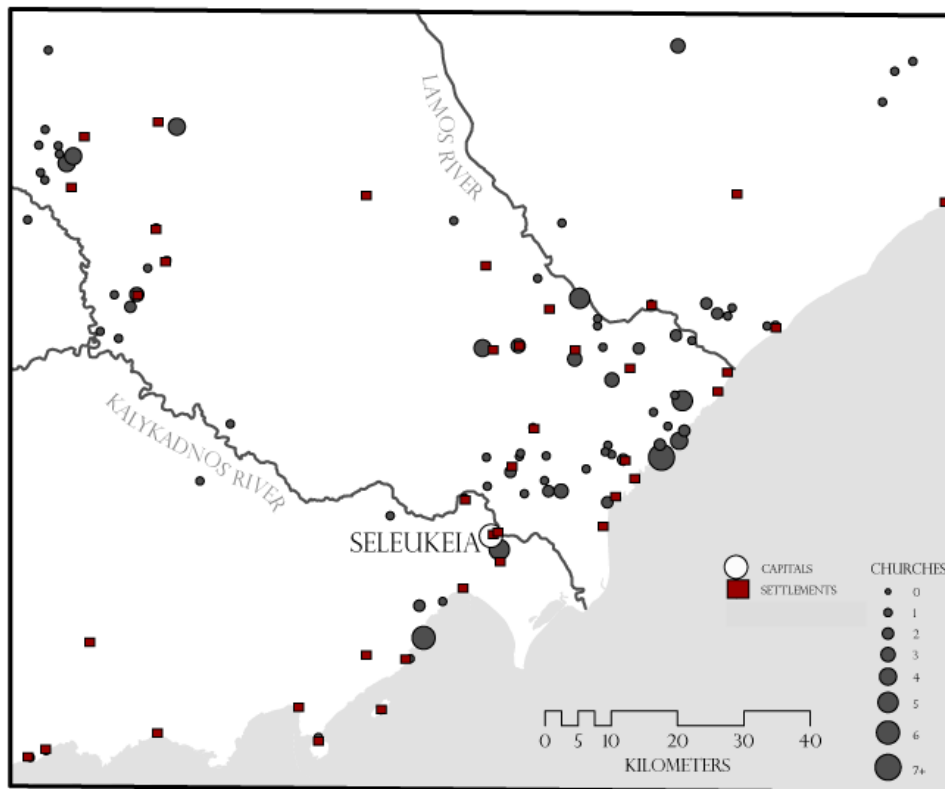 LAMOS RIVER
KALYKADNOS RIVER
SELEUKEIA
CAPITALS
SETTLEMENTS
CHURCHES
0
1
2
3
4
5
6
7+
0 5 10 20 30 40
KILOMETERS